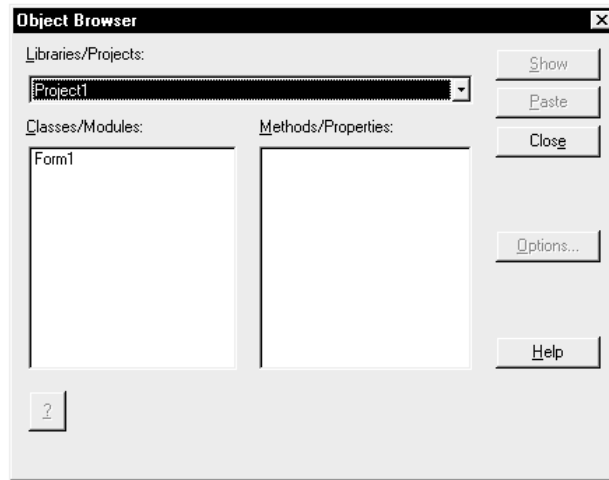 Object Browser
Libraries/Projects:
Project1
Classes/Modules:
Methods/Properties:
Form1
Show
Paste
Close
Options...
Help
?